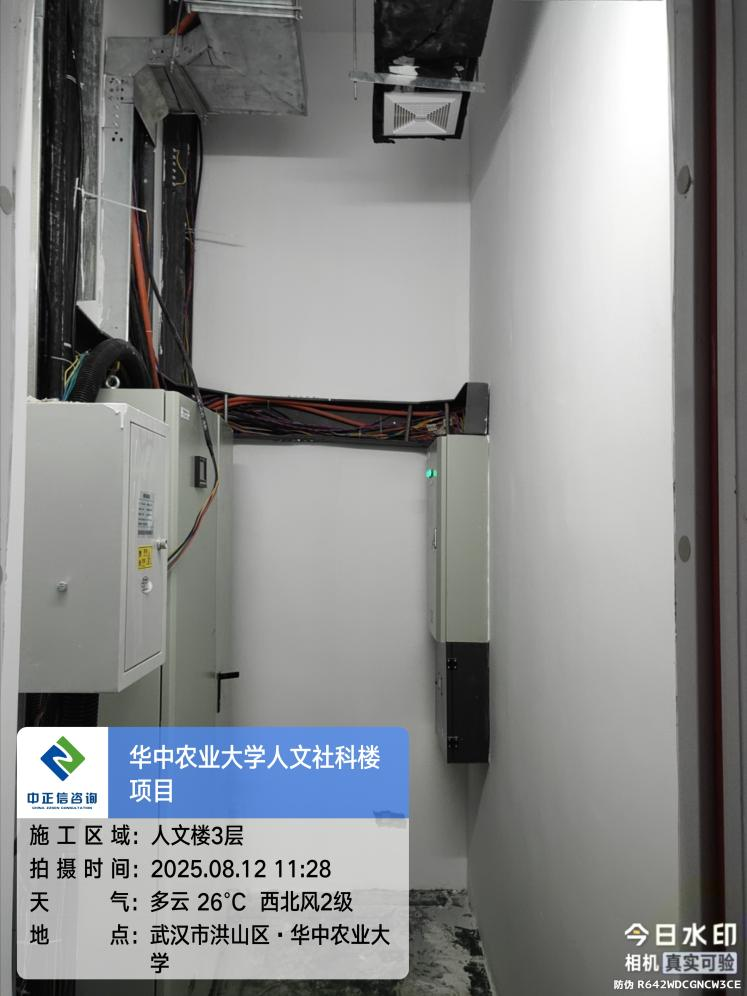 华中农业大学人文社科楼
项目
中正信咨询
施工区域：人文楼3层
拍摄时间：2025.08.12 11:28
天气：多云 26℃ 西北风2级
地点：武汉市洪山区·华中农业大
学
今日水印
相机 真实可验
防伪 R642WDCGNCW3CE